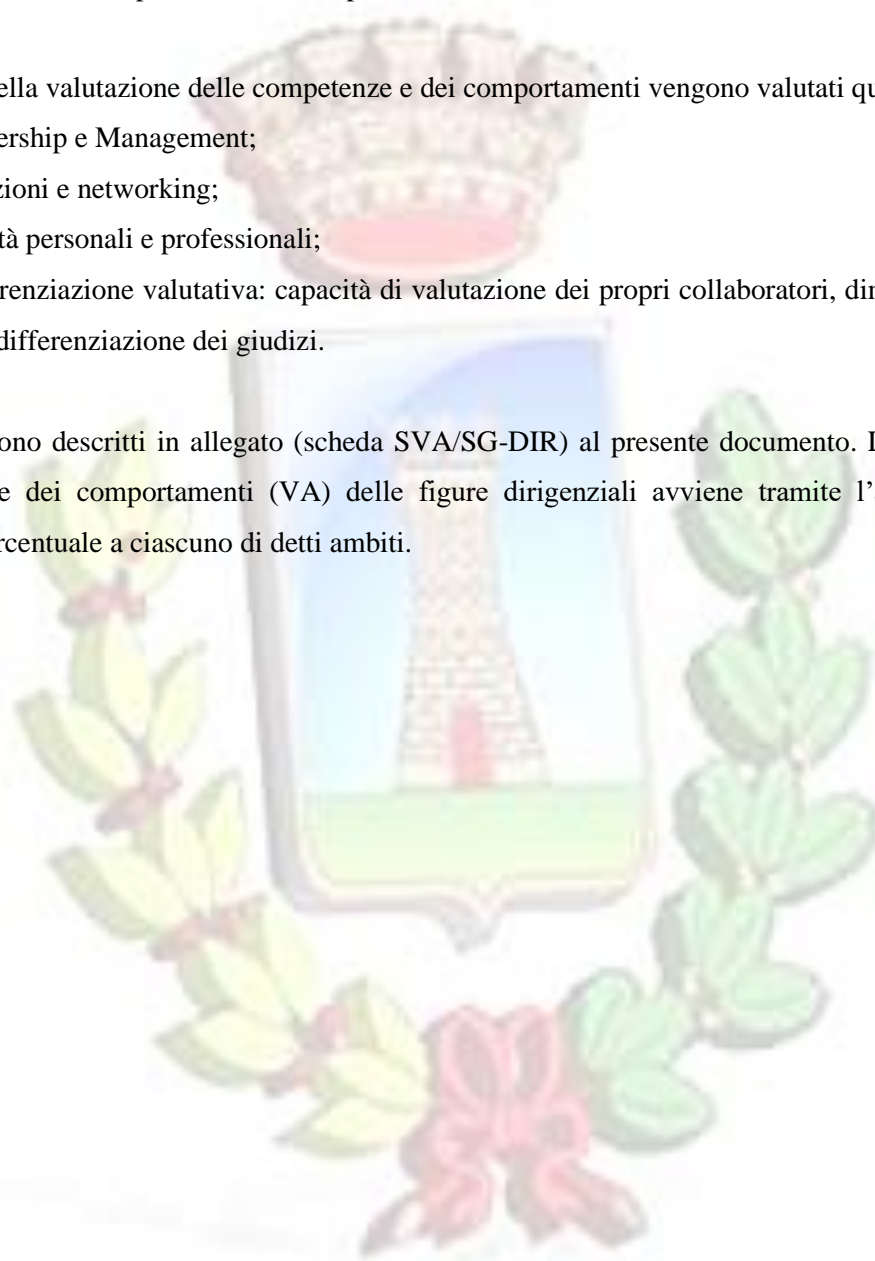 ella valutazione delle competenze e dei comportamenti vengono valutati qu
ership e Management;
zioni e networking;
tà personali e professionali;
renziazione valutativa: capacità di valutazione dei propri collaboratori, dir
differenziazione dei giudizi.
ono descritti in allegato (scheda SVA/SG-DIR) al presente documento.
e dei comportamenti (VA) delle figure dirigenziali avviene tramite l’
rcentuale a ciascuno di detti ambiti.